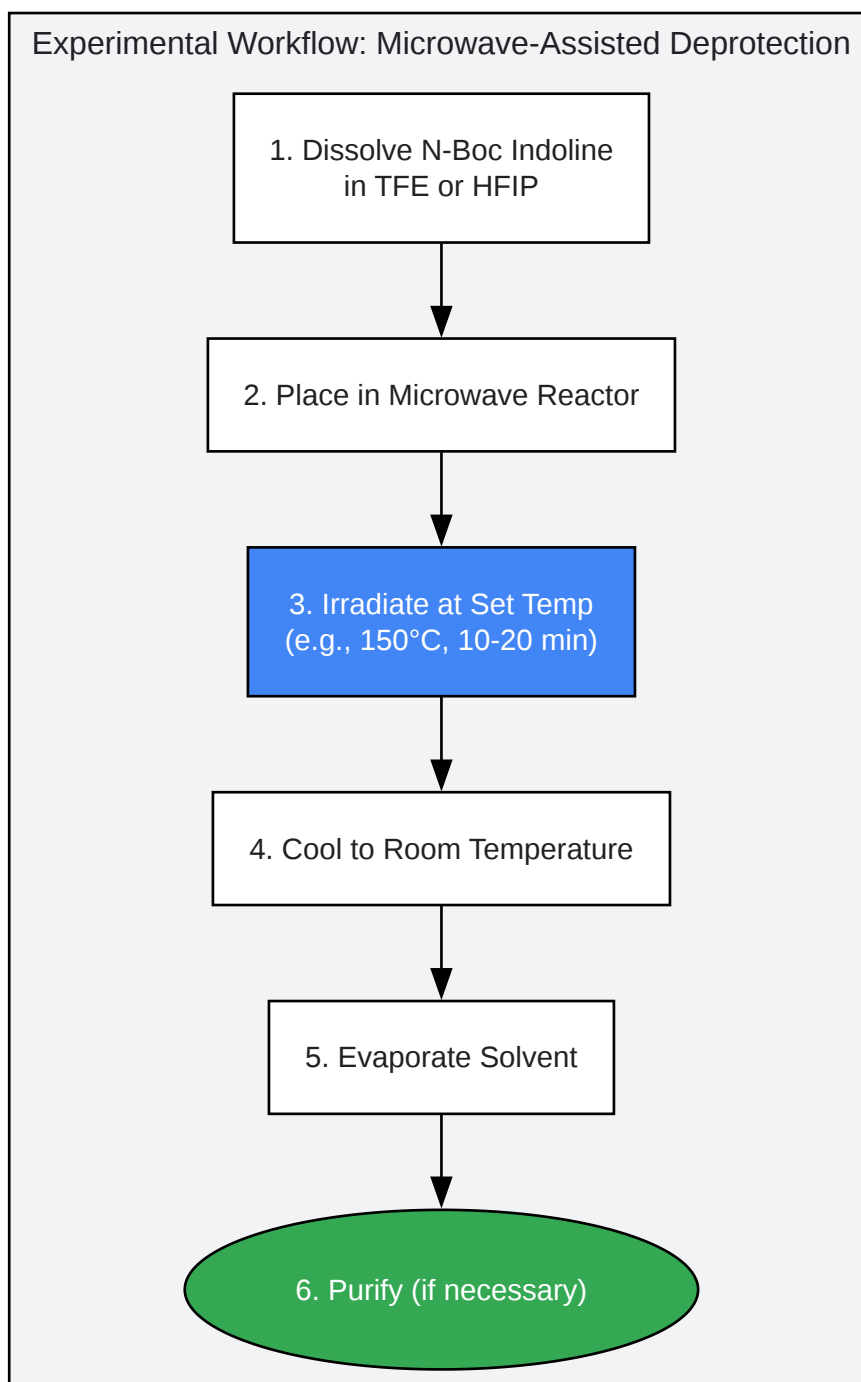 Experimental Workflow: Microwave-Assisted Deprotection
1. Dissolve N-Boc Indoline
in TFE or HFIP
2. Place in Microwave Reactor
3. Irradiate at Set Temp
(e.g., 150°C, 10-20 min)
4. Cool to Room Temperature
5. Evaporate Solvent
6. Purify (if necessary)